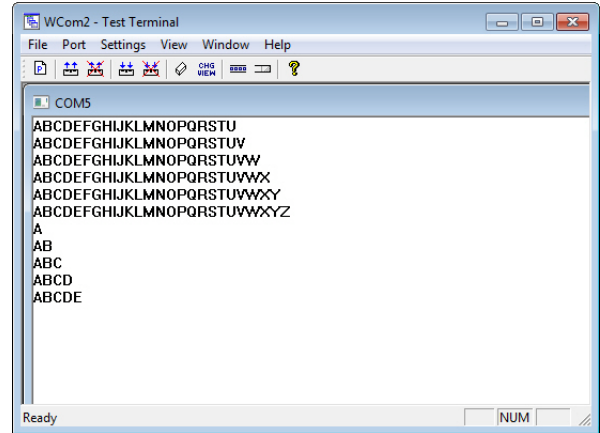 WCom2 - Test Terminal
File Port Settings View Window Help
P CHG VIEW ?
COM5
ABCDEFGHIJKLMNOPQRSTU
ABCDEFGHIJKLMNOPQRSTUV
ABCDEFGHIJKLMNOPQRSTUVW
ABCDEFGHIJKLMNOPQRSTUVWX
ABCDEFGHIJKLMNOPQRSTUVWXY
ABCDEFGHIJKLMNOPQRSTUVWXYZ
A
AB
ABC
ABCD
ABCDE
Ready NUM